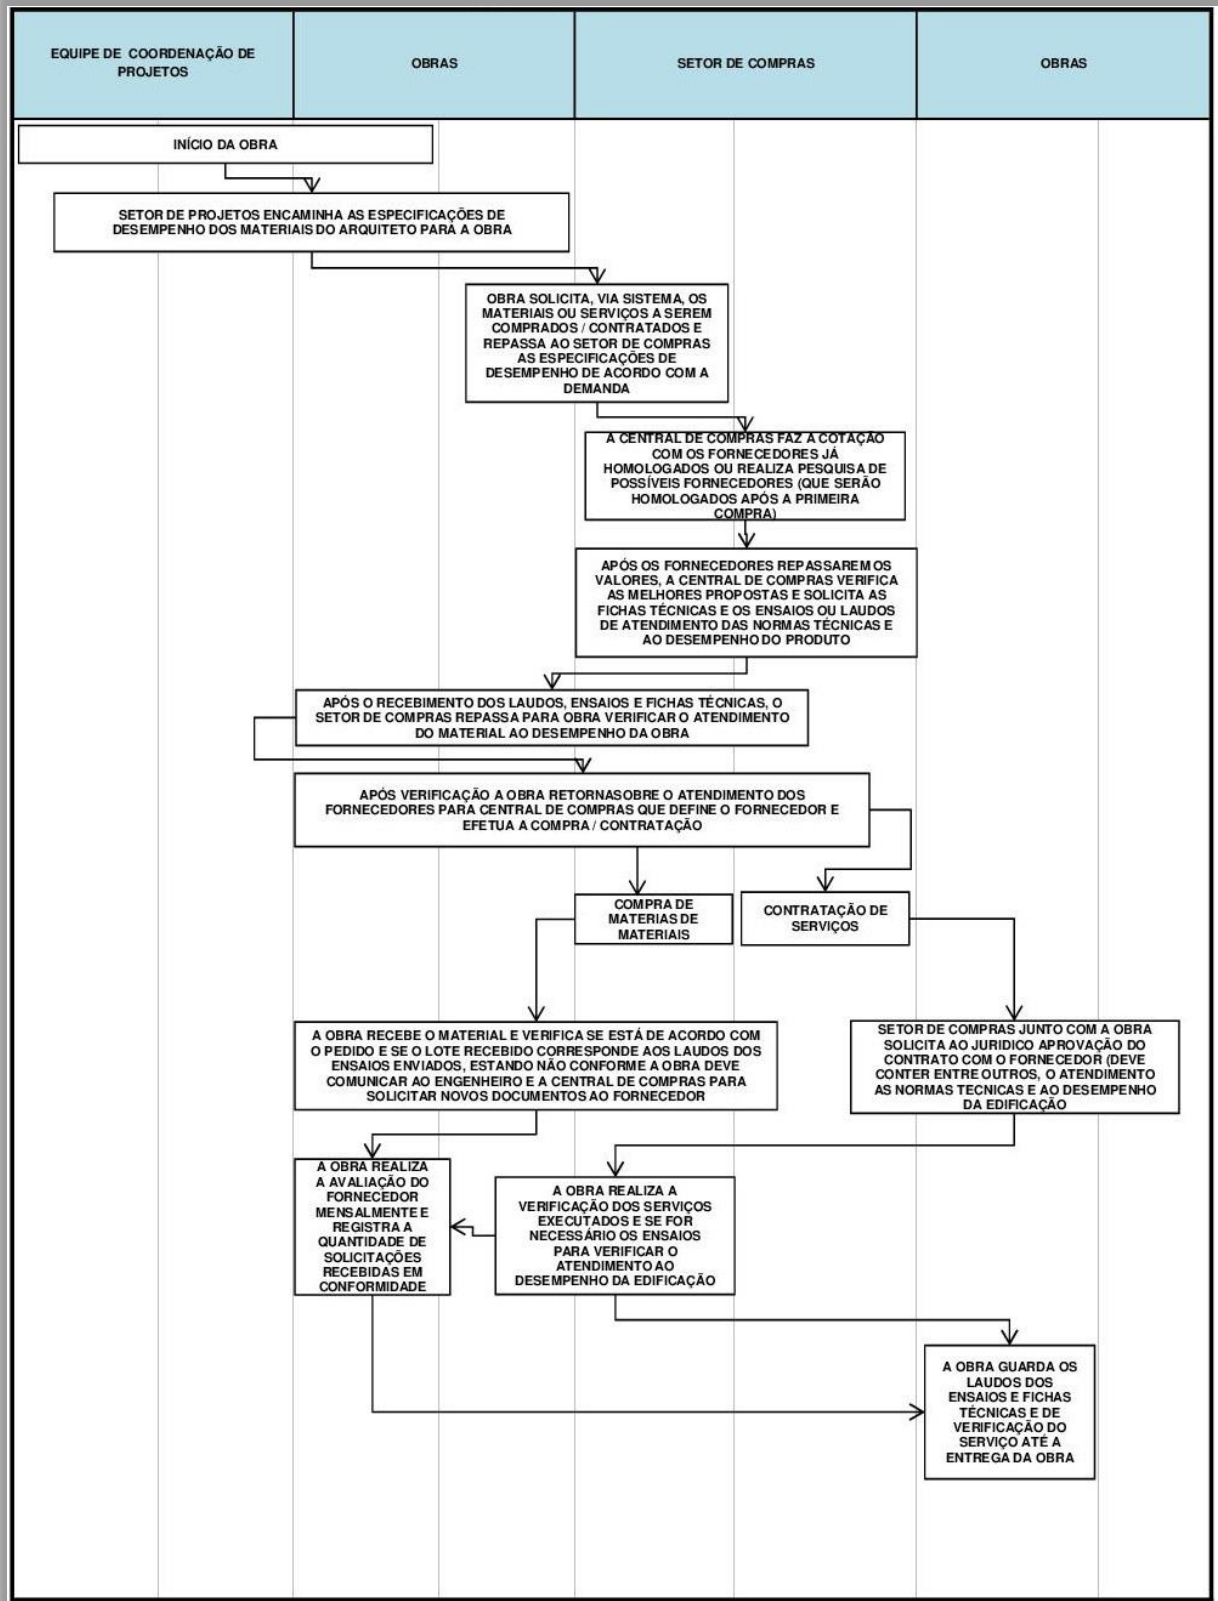 EQUIPE DE COORDENAÇÃO DE
PROJETOS
OBRAS
SETOR DE COMPRAS
OBRAS
INÍCIO DA OBRA
SETOR DE PROJETOS ENCAMINHA AS ESPECIFICAÇÕES DE
DESEMPENHO DOS MATERIAIS DO ARQUITETO PARA A OBRA
OBRA SOLICITA, VIA SISTEMA, OS
MATERIAIS OU SERVIÇOS A SEREM
COMPRADOS / CONTRATADOS E
REPASSA AO SETOR DE COMPRAS
AS ESPECIFICAÇÕES DE
DESEMPENHO DE ACORDO COM A
DEMANDA
A CENTRAL DE COMPRAS FAZ A COTAÇÃO
COM OS FORNECEDORES JÁ
HOMOLOGADOS OU REALIZA PESQUISA DE
POSSÍVEIS FORNECEDORES (QUE SERÃO
HOMOLOGADOS APÓS A PRIMEIRA
COMPRA)
APÓS OS FORNECEDORES REPASSAREM OS
VALORES, A CENTRAL DE COMPRAS VERIFICA
AS MELHORES PROPOSTAS E SOLICITA AS
FICHAS TÉCNICAS E OS ENSAIOS OU LAUDOS
DE ATENDIMENTO DAS NORMAS TÉCNICAS E
AO DESEMPENHO DO PRODUTO
APÓS O RECEBIMENTO DOS LAUDOS, ENSAIOS E FICHAS TÉCNICAS, O
SETOR DE COMPRAS REPASSA PARA OBRA VERIFICAR O ATENDIMENTO
DO MATERIAL AO DESEMPENHO DA OBRA
APÓS VERIFICAÇÃO A OBRA RETORNASOBRE O ATENDIMENTO DOS
FORNECEDORES PARA CENTRAL DE COMPRAS QUE DEFINE O FORNECEDOR E
EFETUA A COMPRA / CONTRATAÇÃO
COMPRA DE
MATERIAS DE
MATERIAIS
CONTRATAÇÃO DE
SERVIÇOS
A OBRA RECEBE O MATERIAL E VERIFICA SE ESTÁ DE ACORDO COM
O PEDIDO E SE O LOTE RECEBIDO CORRESPONDE AOS LAUDOS DOS
ENSAIOS ENVIADOS, ESTANDO NÃO CONFORME A OBRA DEVE
COMUNICAR AO ENGENHEIRO E A CENTRAL DE COMPRAS PARA
SOLICITAR NOVOS DOCUMENTOS AO FORNECEDOR
SETOR DE COMPRAS JUNTO COM A OBRA
SOLICITA AO JURIDICO APROVAÇÃO DO
CONTRATO COM O FORNECEDOR (DEVE
CONTER ENTRE OUTROS, O ATENDIMENTO
AS NORMAS TECNICAS E AO DESEMPENHO
DA EDIFICAÇÃO
A OBRA REALIZA
A AVALIAÇÃO DO
FORNECEDOR
MENSALMENTE E
REGISTRA A
QUANTIDADE DE
SOLICITAÇÕES
RECEBIDAS EM
CONFORMIDADE
A OBRA REALIZA A
VERIFICAÇÃO DOS SERVIÇOS
EXECUTADOS E SE FOR
NECESSÁRIO OS ENSAIOS
PARA VERIFICAR O
ATENDIMENTO AO
DESEMPENHO DA EDIFICAÇÃO
A OBRA GUARDA OS
LAUDOS DOS
ENSAIOS E FICHAS
TÉCNICAS E DE
VERIFICAÇÃO DO
SERVIÇO ATÉ A
ENTREGA DA OBRA